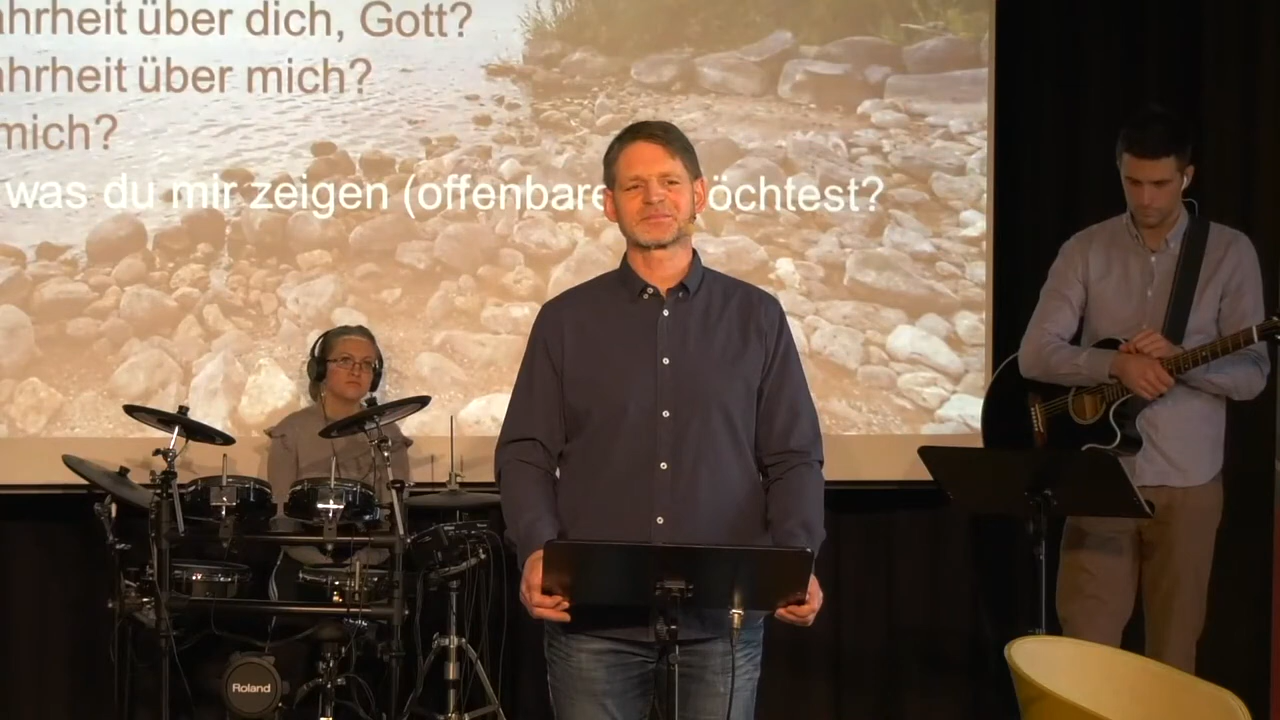 ahrheit über dich, Gott?
ahrheit über mich?
mich?
was du mir zeigen (offenbare öchtest?
Roland